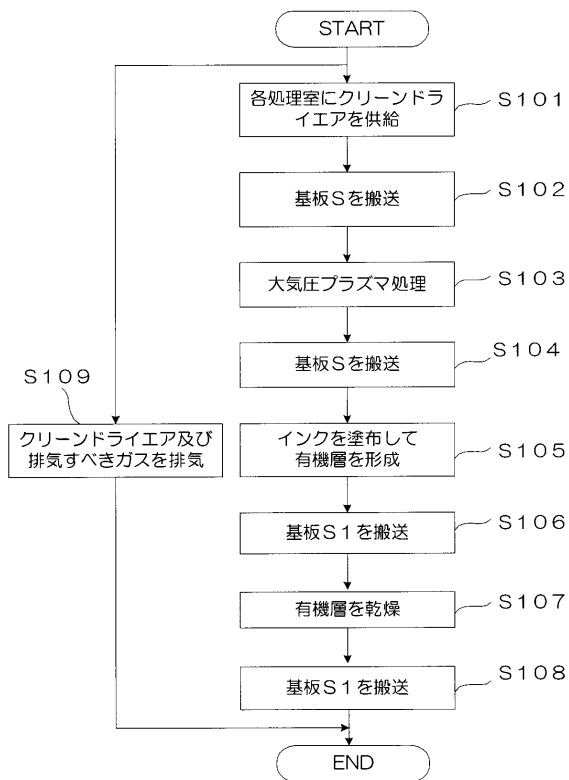 START
各処理室にクリーンドラ
イエアを供給
S101
基板Sを搬送
S102
大気圧プラズマ処理
S103
基板Sを搬送
S104
S109
クリーンドライエア及び
排気すべきガスを排気
インクを塗布して
有機層を形成
S105
基板S1を搬送
S106
有機層を乾燥
S107
基板S1を搬送
S108
END